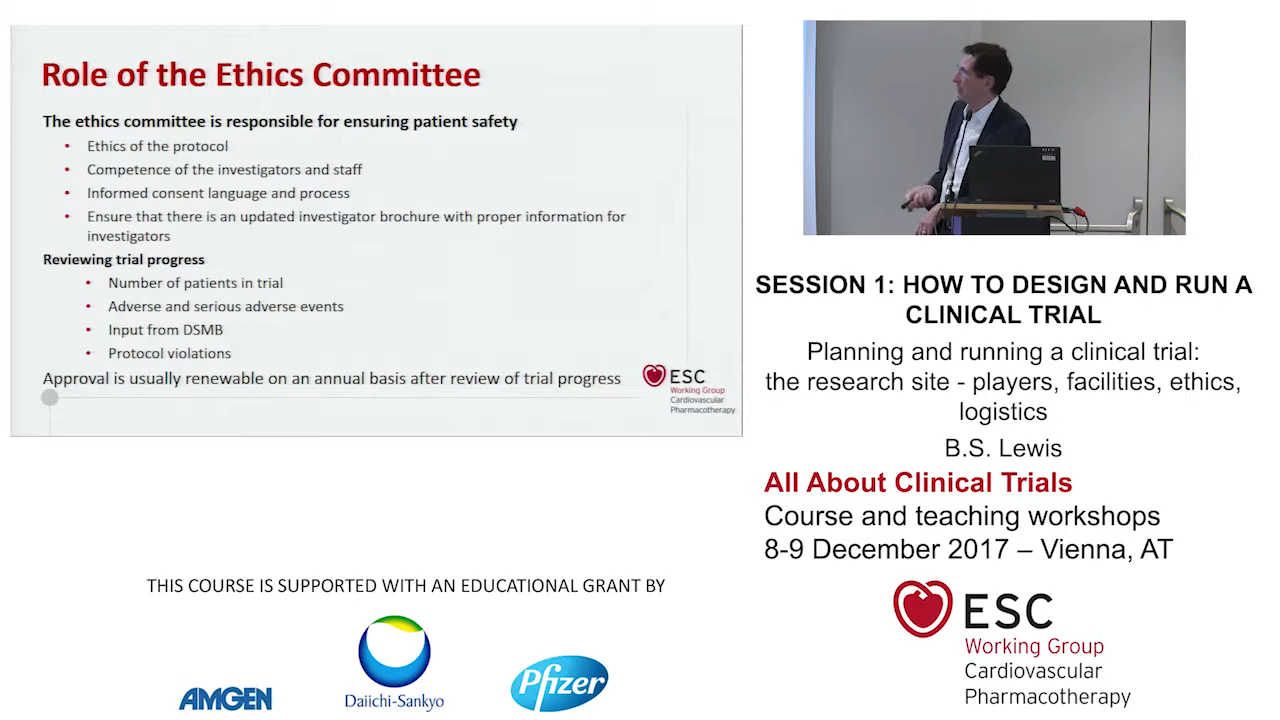 Role of the Ethics Committee
The ethics committee is responsible for ensuring patient safety
• Ethics of the protocol
• Competence of the investigators and staff
• Informed consent language and process
• Ensure that there is an updated investigator brochure with proper information for
investigators
Reviewing trial progress
• Number of patients in trial
• Adverse and serious adverse events
• Input from DSMB
• Protocol violations
Approval is usually renewable on an annual basis after review of trial progress
ESC
Working Group
Cardiovascular
Pharmacotherapy
SESSION 1: HOW TO DESIGN AND RUN A
CLINICAL TRIAL
Planning and running a clinical trial:
the research site - players, facilities, ethics,
logistics
B.S. Lewis
All About Clinical Trials
Course and teaching workshops
8-9 December 2017 – Vienna, AT
THIS COURSE IS SUPPORTED WITH AN EDUCATIONAL GRANT BY
AMGEN
Daiichi-Sankyo
Pfizer
ESC
Working Group
Cardiovascular
Pharmacotherapy